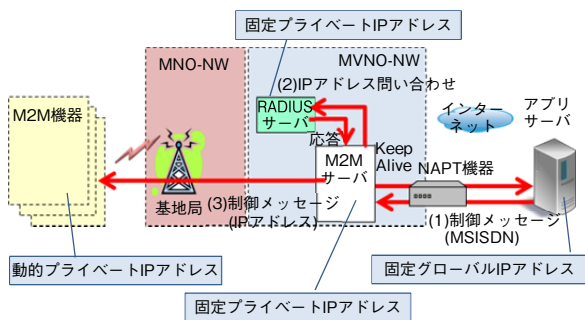 固定プライベートIPアドレス
MNO-NW
MVNO-NW
(2)IPアドレス問い合わせ
M2M機器
RADIUS
サーバ
応答
インター
ネット
アプリ
サーバ
M2M
サーバ
Keep
Alive
NAPT機器
基地局
(3)制御メッセージ
(IPアドレス)
(1)制御メッセージ
(MSISDN)
動的プライベートIPアドレス
固定グローバルIPアドレス
固定プライベートIPアドレス